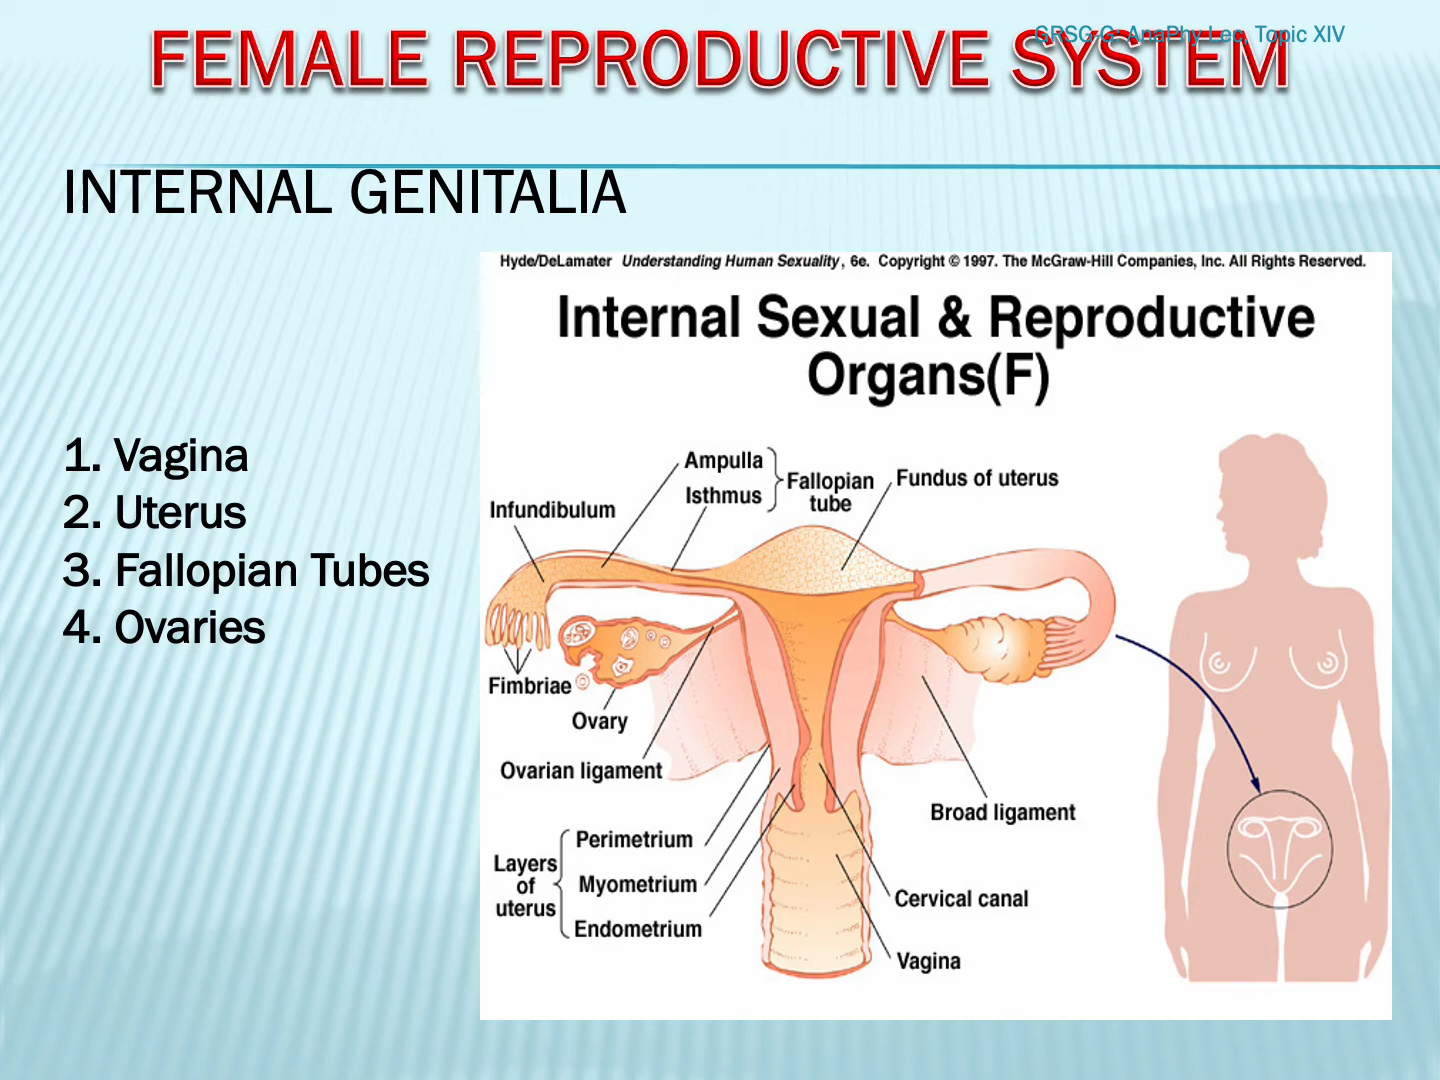 FEMALE REPRODUCTIVE SYSTEM
GRSG-G: AnaPhy Lec, Topic XIV
INTERNAL GENITALIA
1. Vagina
2. Uterus
3. Fallopian Tubes
4. Ovaries
Hyde/DeLamater Understanding Human Sexuality, 6e. Copyright © 1997. The McGraw-Hill Companies, Inc. All Rights Reserved.
Internal Sexual & Reproductive
Organs(F)
Ampulla
Isthmus
Fallopian
tube
Fundus of uterus
Infundibulum
Fimbriae
Ovary
Ovarian ligament
Broad ligament
Layers
of
uterus
Perimetrium
Myometrium
Endometrium
Cervical canal
Vagina